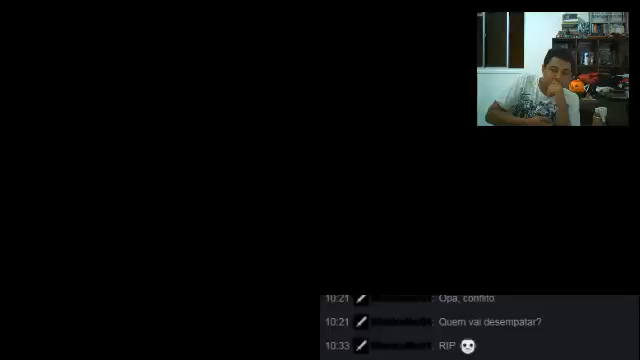 10:21 : Opa, conflito
10:21 : Quem vai desempatar?
10:33 : RIP